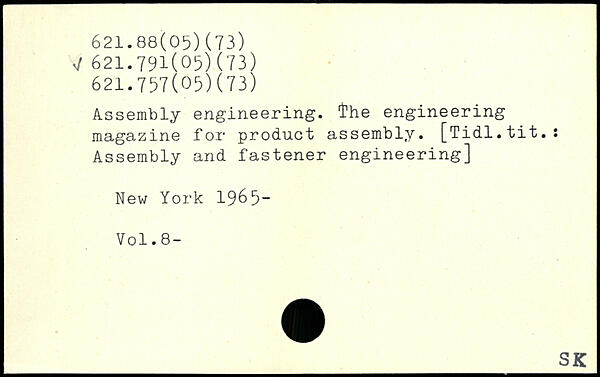 621.88(05)(73)
√ 621.791(05)(73)
621.757(05)(73)
Assembly engineering. The engineering
magazine for product assembly. [Tidl.tit.:
Assembly and fastener engineering]
New York 1965-
Vol.8-
SK